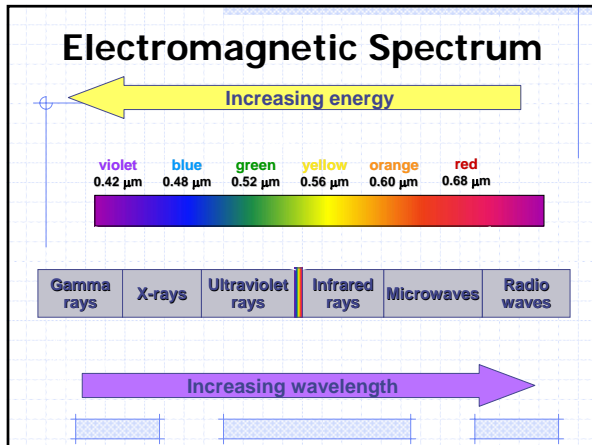 Electromagnetic Spectrum
Increasing energy
violet blue green yellow orange red
0.42 μm 0.48 μm 0.52 μm 0.56 μm 0.60 μm 0.68 μm
Gamma rays X-rays Ultraviolet rays Infrared rays Microwaves Radio waves
Increasing wavelength